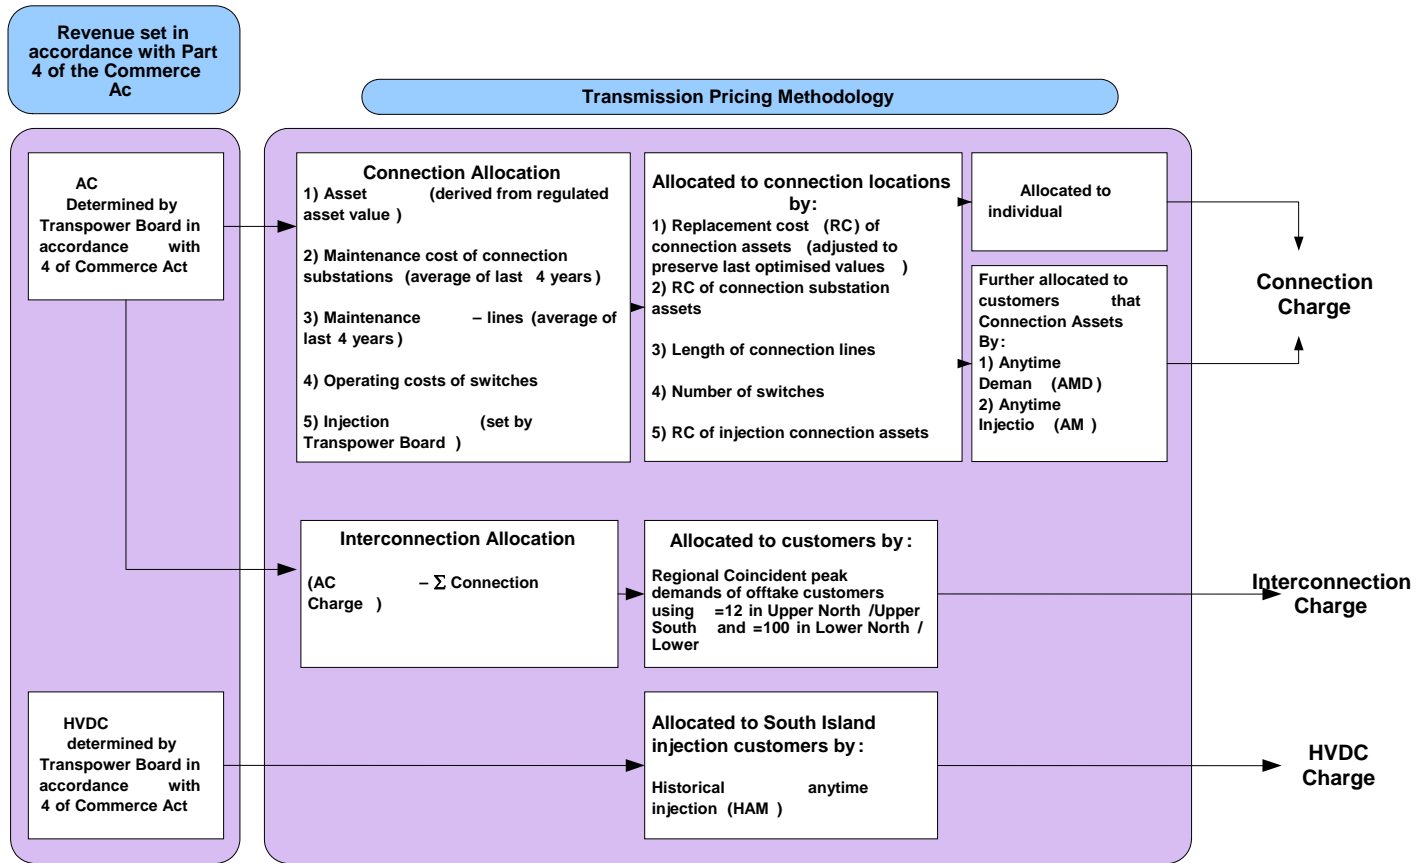 Revenue set in
accordance with Part
4 of the Commerce
Ac
Transmission Pricing Methodology
AC
Determined by
Transpower Board in
accordance with
4 of Commerce Act
Connection Allocation
1) Asset (derived from regulated
asset value )
2) Maintenance cost of connection
substations (average of last 4 years )
3) Maintenance – lines (average of
last 4 years )
4) Operating costs of switches
5) Injection (set by
Transpower Board )
Allocated to connection locations
by:
1) Replacement cost (RC) of
connection assets (adjusted to
preserve last optimised values )
2) RC of connection substation
assets
3) Length of connection lines
4) Number of switches
5) RC of injection connection assets
Allocated to
individual
Further allocated to
customers that
Connection Assets
By:
1) Anytime
Deman (AMD)
2) Anytime
Injectio (AM )
Connection
Charge
Interconnection Allocation
(AC – Σ Connection
Charge )
Allocated to customers by:
Regional Coincident peak
demands of offtake customers
using =12 in Upper North /Upper
South and =100 in Lower North /
Lower
Interconnection
Charge
HVDC
determined by
Transpower Board in
accordance with
4 of Commerce Act
Allocated to South Island
injection customers by:
Historical anytime
injection (HAM )
HVDC
Charge